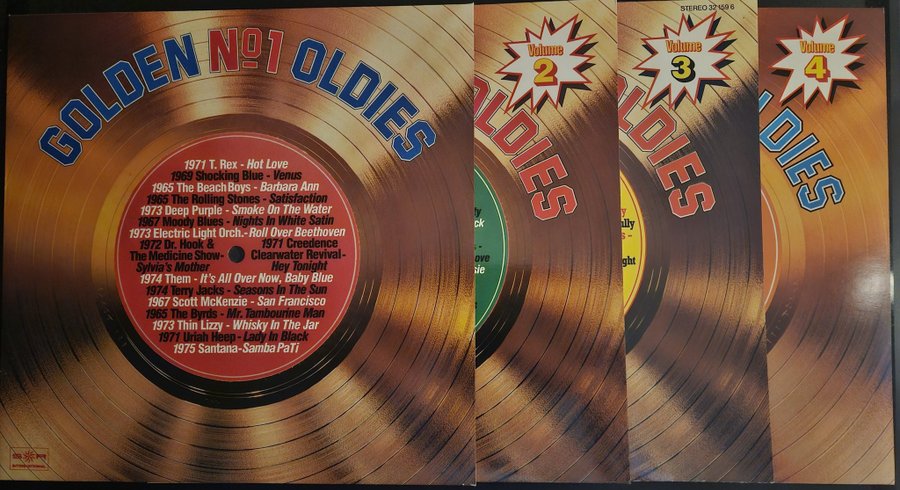 GOLDEN No1 OLDIES
1971 T. Rex - Hot Love
1969 Shocking Blue - Venus
1965 The Beach Boys - Barbara Ann
1965 The Rolling Stones - Satisfaction
1973 Deep Purple - Smoke On The Water
1967 Moody Blues - Nights In White Satin
1973 Electric Light Orch.- Roll Over Beethoven
1972 Dr. Hook & 1971 Creedence
The Medicine Show- Clearwater Revival-
Sylvia's Mother Hey Tonight
1974 Them - It's All Over Now, Baby Blue
1974 Terry Jacks - Seasons In The Sun
1967 Scott McKenzie - San Francisco
1965 The Byrds - Mr. Tambourine Man
1973 Thin Lizzy - Whisky In The Jar
1971 Uriah Heep - Lady In Black
1975 Santana-Samba PaTi
SR
INTERNATIONAL
Volume
2
LDIES
STEREO 32 159 6
Volume
3
LDIES
Volume
4
LDIES